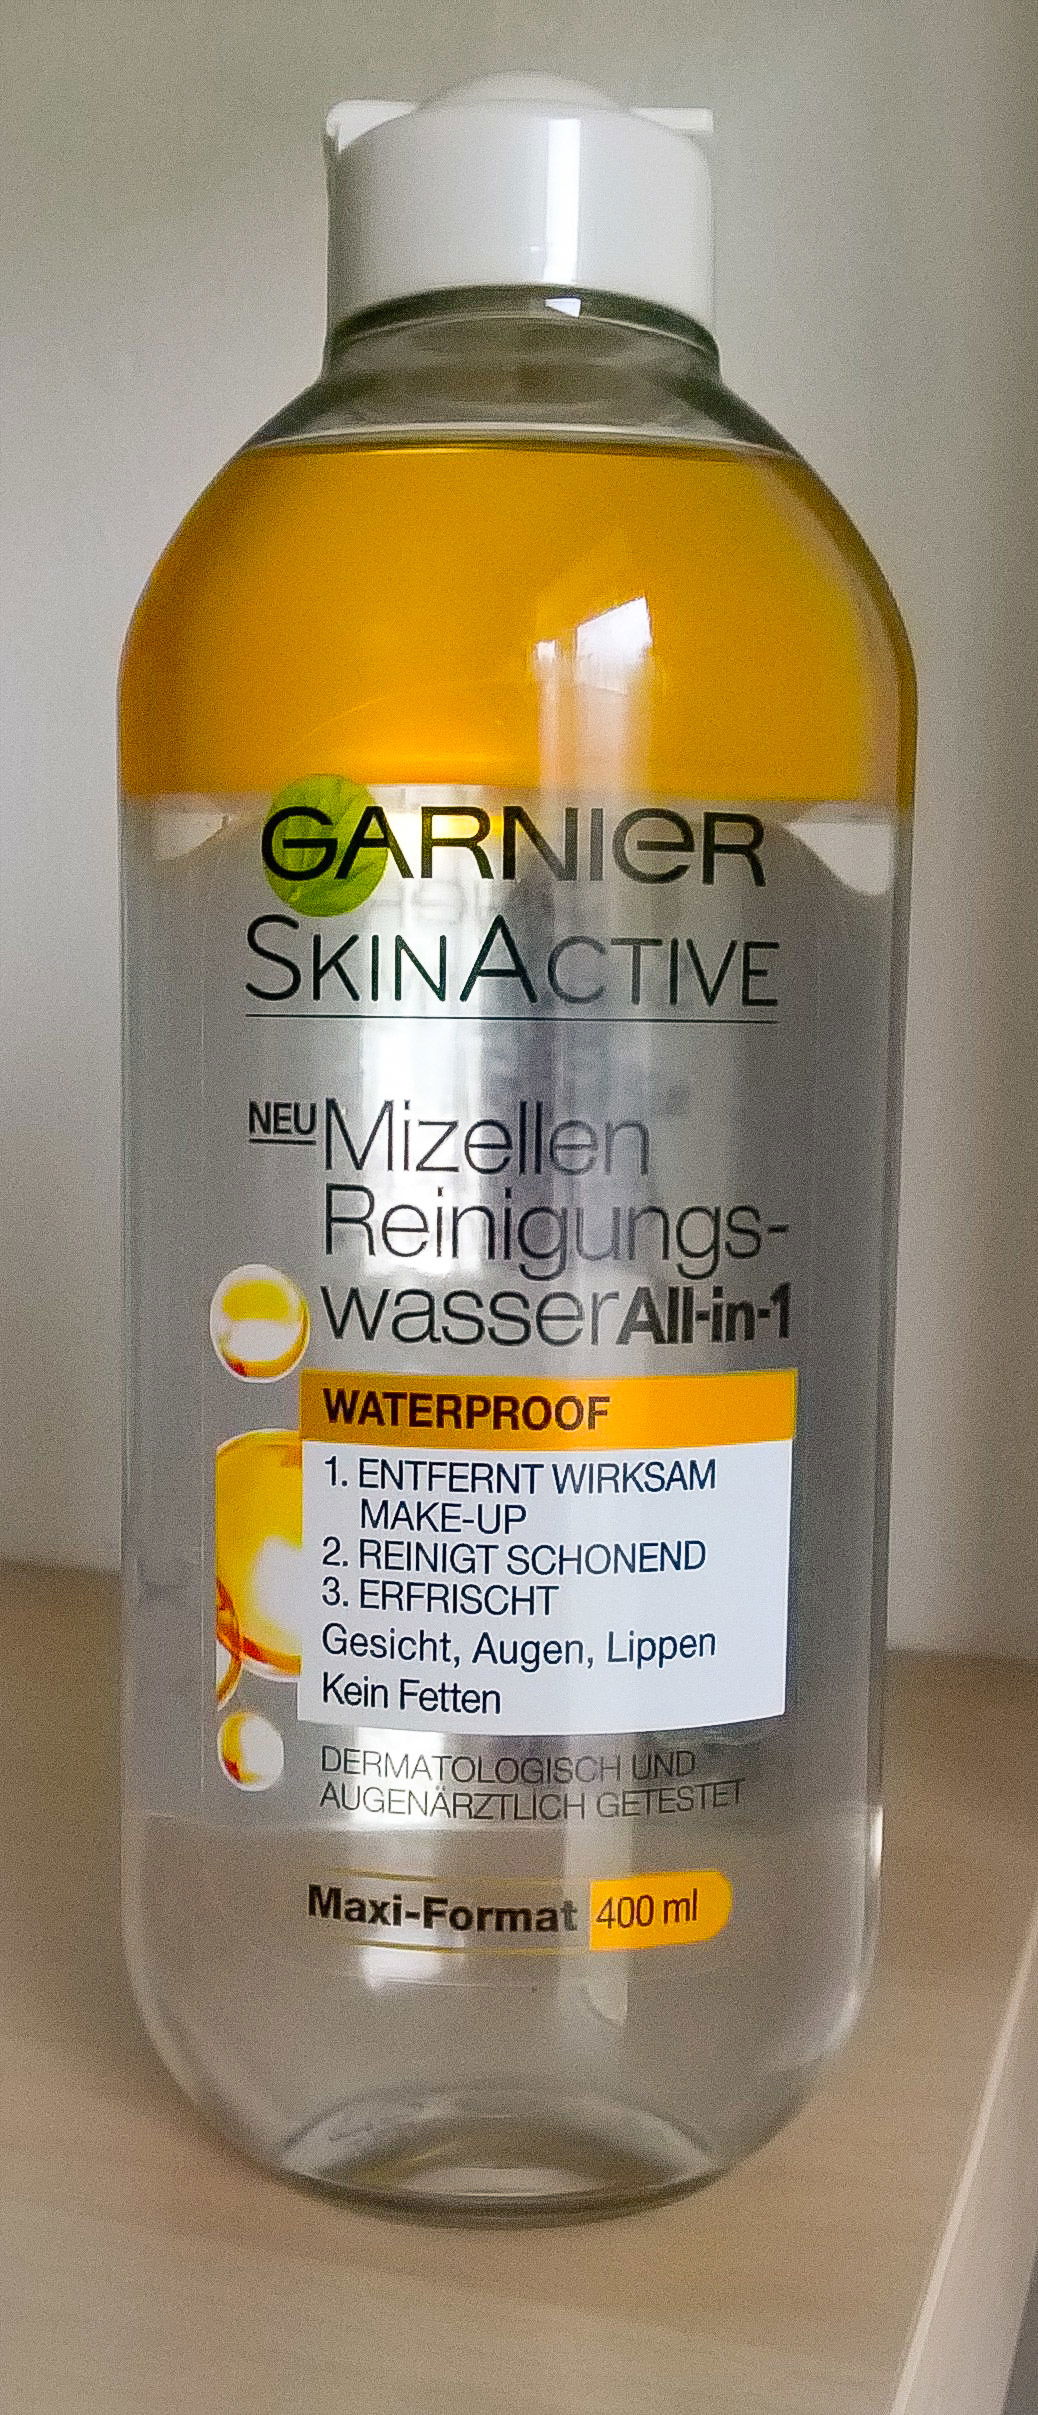 GARNIER
SKINACTIVE
NEU Mizellen
Reinigungs-
wasser All-in-1
WATERPROOF
1. ENTFERNT WIRKSAM
MAKE-UP
2. REINIGT SCHONEND
3. ERFRISCHT
Gesicht, Augen, Lippen
Kein Fetten
DERMATOLOGISCH UND
AUGENÄRZTLICH GETESTET
Maxi-Format 400 ml